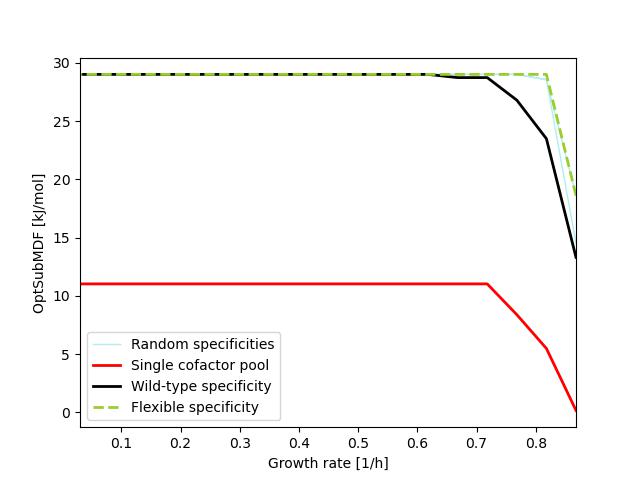 30
25
20
15
10
5
0
OptSubMDF [kJ/mol]
Random specificities
Single cofactor pool
Wild-type specificity
Flexible specificity
0.1 0.2 0.3 0.4 0.5 0.6 0.7 0.8
Growth rate [1/h]